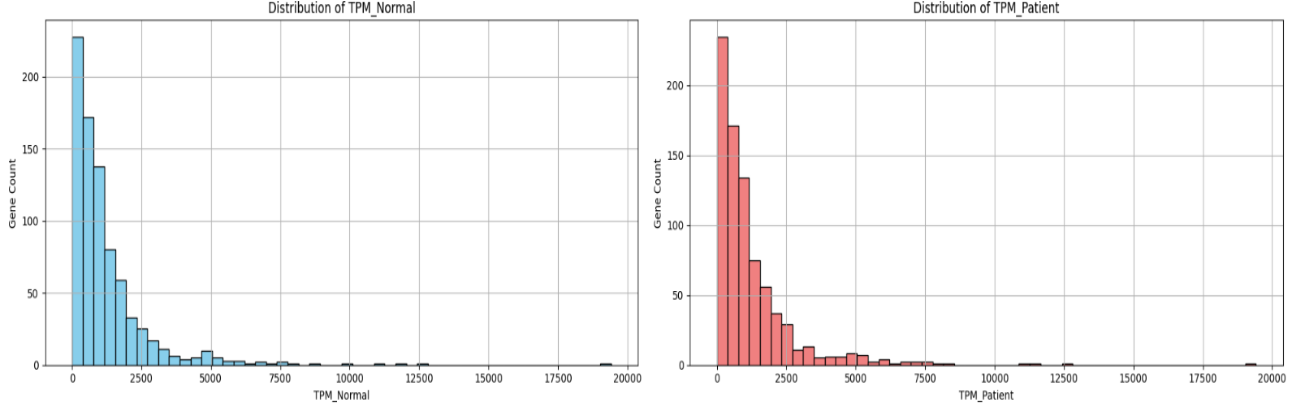 Distribution of TPM_Normal
Gene Count
200
150
100
50
0
0 2500 5000 7500 10000 12500 15000 17500 20000
TPM_Normal
Distribution of TPM_Patient
Gene Count
200
150
100
50
0
0 2500 5000 7500 10000 12500 15000 17500 20000
TPM_Patient